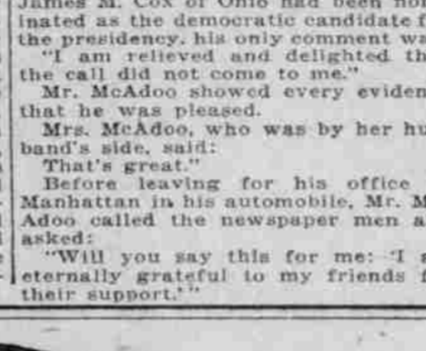 James M. Cox of Ohio had been nom
inated as the democratic candidate f
the presidency, his only comment wa
"I am relieved and delighted th
the call did not come to me."
Mr. McAdoo showed every eviden
that he was pleased.
Mrs. McAdoo, who was by her hu
band's side, said:
That's great."
Before leaving for his office
Manhattan in his automobile, Mr. M
Adoo called the newspaper men a
asked:
"Will you say this for me: 'I a
eternally grateful to my friends f
their support.'"